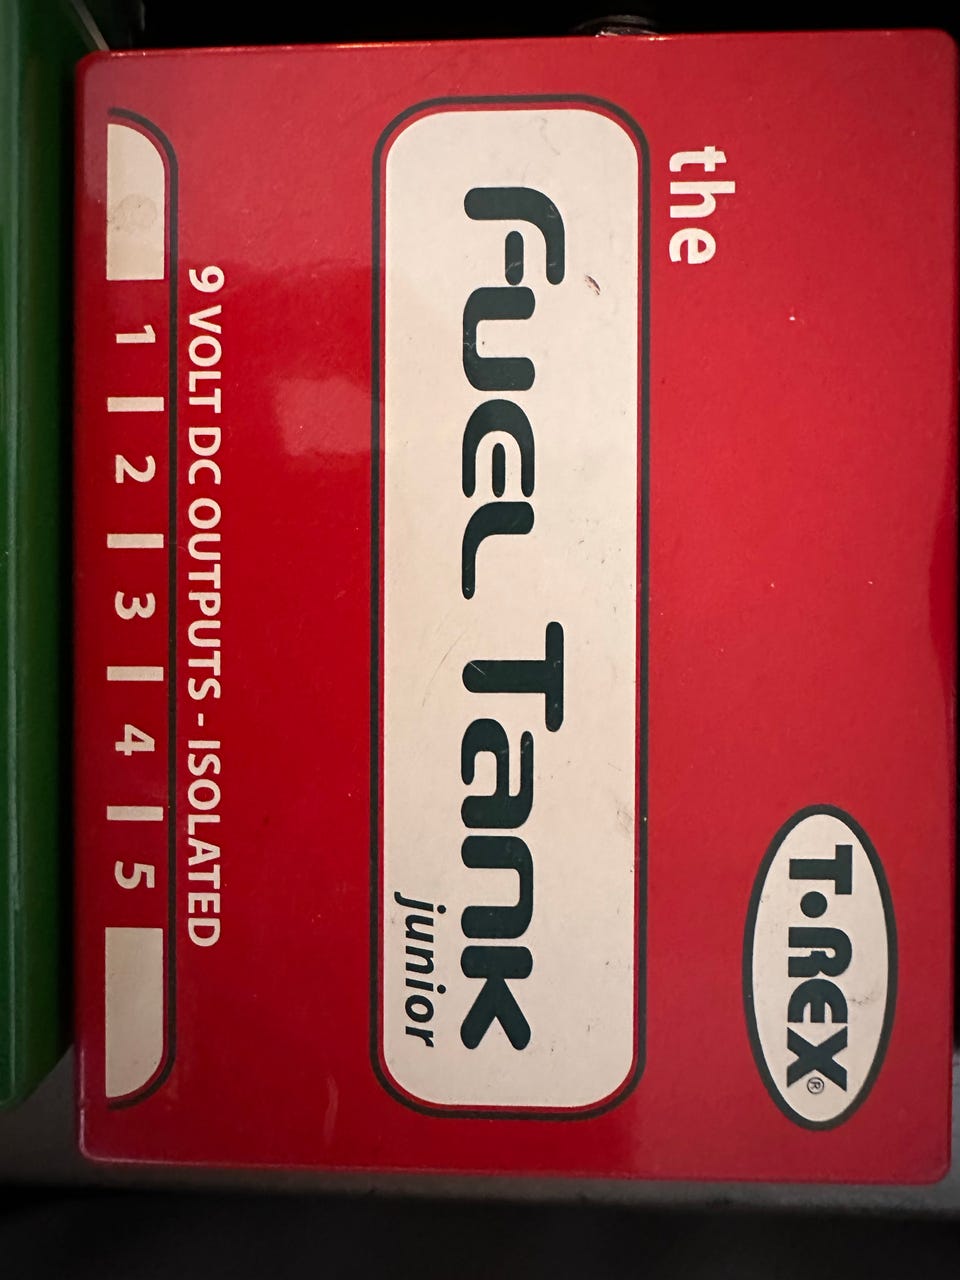 T•REX®
the
Fuel Tank
junior
9 VOLT DC OUTPUTS - ISOLATED
1 | 2 | 3 | 4 | 5